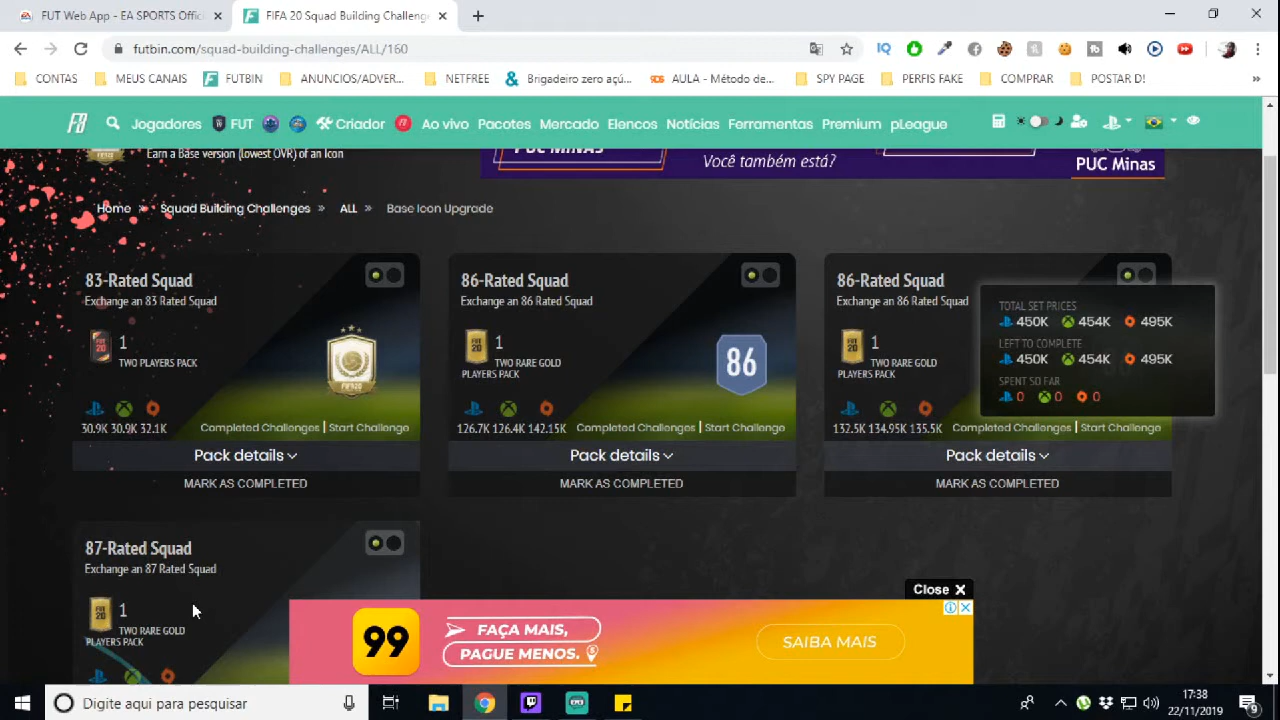 FUT Web App - EA SPORTS Offici
FIFA 20 Squad Building Challeng
futbin.com/squad-building-challenges/ALL/160
CONTAS
MEUS CANAIS
FUTBIN
ANUNCIOS/ADVER...
NETFREE
Brigadeiro zero açú...
AULA - Método de...
SPY PAGE
PERFIS FAKE
COMPRAR
POSTAR D!
Jogadores
FUT
Criador
Ao vivo
Pacotes
Mercado
Elencos
Notícias
Ferramentas
Premium
pLeague
Earn a Base version (lowest OVR) of an Icon
PUC MINAS
Você também está?
PUC Minas
Home » Squad Building Challenges » ALL » Base Icon Upgrade
83-Rated Squad
Exchange an 83 Rated Squad
1
TWO PLAYERS PACK
30.9K 30.9K 32.1K
Completed Challenges | Start Challenge
Pack details
MARK AS COMPLETED
86-Rated Squad
Exchange an 86 Rated Squad
1
TWO RARE GOLD
PLAYERS PACK
86
126.7K 126.4K 142.15K
Completed Challenges | Start Challenge
Pack details
MARK AS COMPLETED
86-Rated Squad
Exchange an 86 Rated Squad
1
TWO RARE GOLD
PLAYERS PACK
132.5K 134.95K 135.5K
Completed Challenges | Start Challenge
Pack details
MARK AS COMPLETED
TOTAL SET PRICES
450K 454K 495K
LEFT TO COMPLETE
450K 454K 495K
SPENT SO FAR
0 0 0
87-Rated Squad
Exchange an 87 Rated Squad
1
TWO RARE GOLD
PLAYERS PACK
Close X
99
FAÇA MAIS,
PAGUE MENOS.
SAIBA MAIS
Digite aqui para pesquisar
17:38
22/11/2019
9